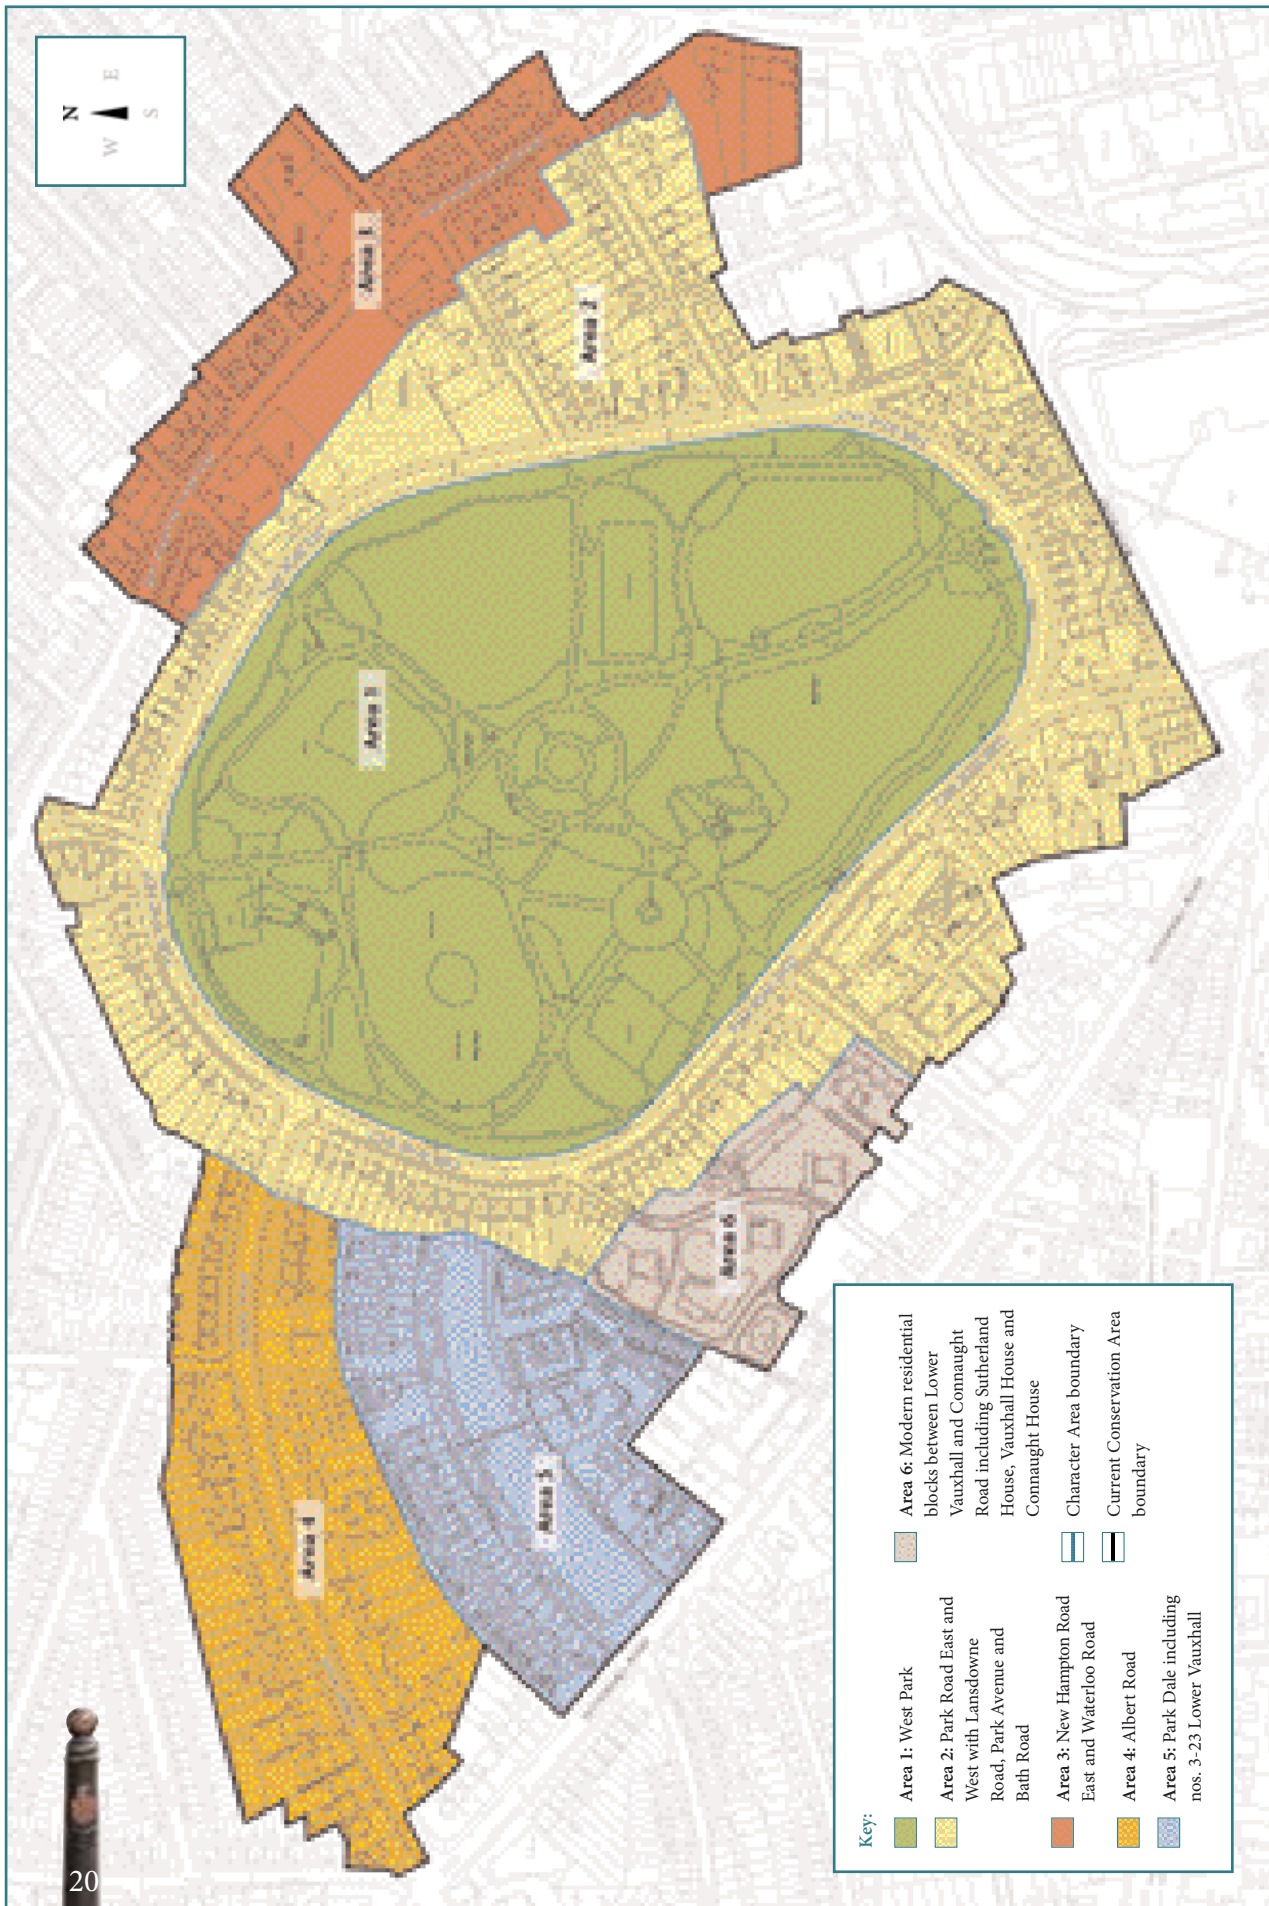 N
W
E
S
Area 3
Area 2
Area 1
Area 4
Area 5
Area 6
Key:
Area 1: West Park
Area 2: Park Road East and
West with Lansdowne
Road, Park Avenue and
Bath Road
Area 3: New Hampton Road
East and Waterloo Road
Area 4: Albert Road
Area 5: Park Dale including
nos. 3-23 Lower Vauxhall
Area 6: Modern residential
blocks between Lower
Vauxhall and Connaught
Road including Sutherland
House, Vauxhall House and
Connaught House
Character Area boundary
Current Conservation Area
boundary
20